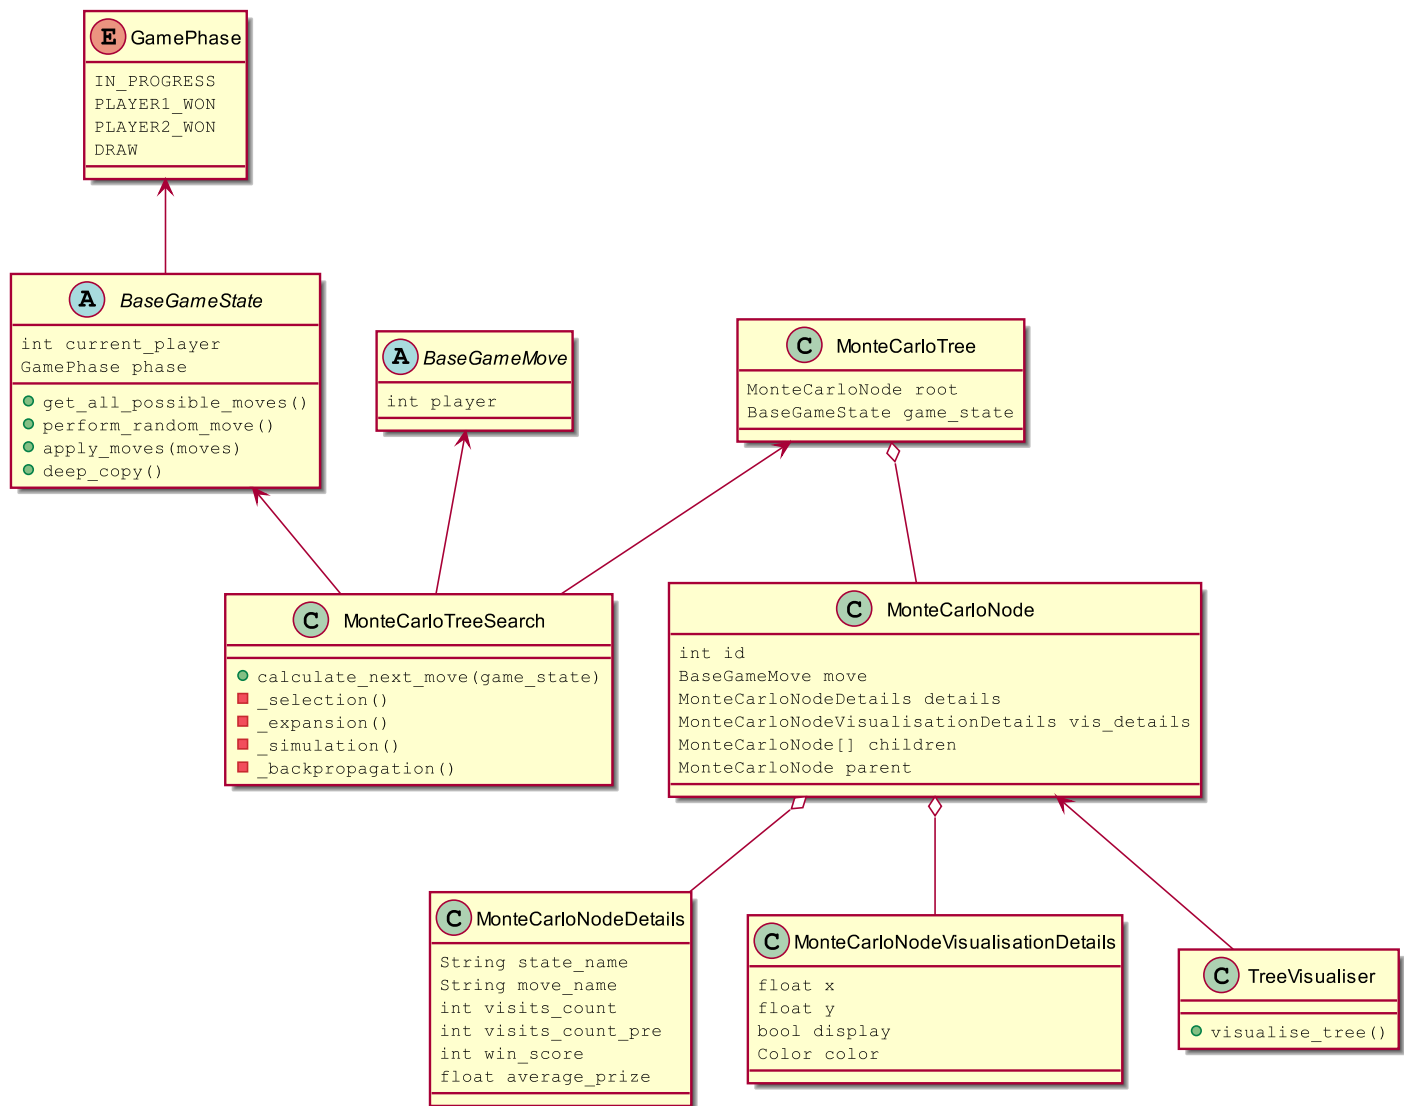 E GamePhase
IN_PROGRESS
PLAYER1_WON
PLAYER2_WON
DRAW
A BaseGameState
int current_player
GamePhase phase
get_all_possible_moves()
perform_random_move()
apply_moves(moves)
deep_copy()
A BaseGameMove
int player
C MonteCarloTree
MonteCarloNode root
BaseGameState game_state
C MonteCarloTreeSearch
calculate_next_move(game_state)
_selection()
_expansion()
_simulation()
_backpropagation()
C MonteCarloNode
int id
BaseGameMove move
MonteCarloNodeDetails details
MonteCarloNodeVisualisationDetails vis_details
MonteCarloNode[] children
MonteCarloNode parent
C MonteCarloNodeDetails
String state_name
String move_name
int visits_count
int visits_count_pre
int win_score
float average_prize
C MonteCarloNodeVisualisationDetails
float x
float y
bool display
Color color
C TreeVisualiser
visualise_tree()